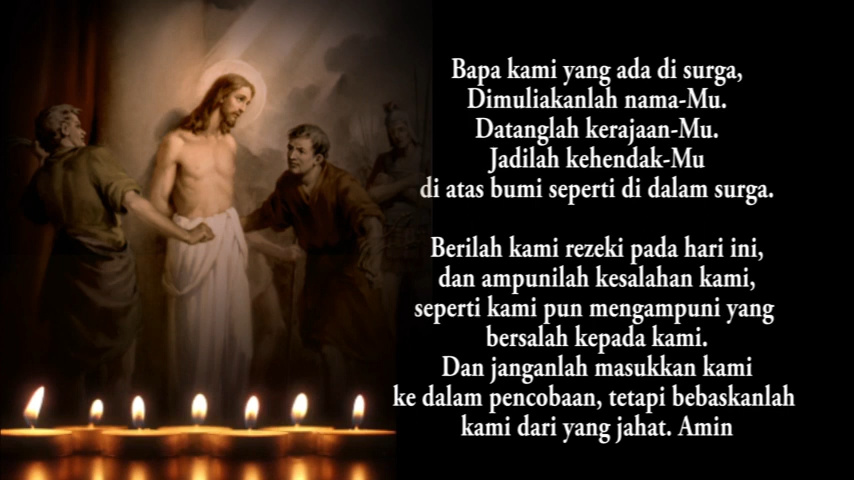 Bapa kami yang ada di surga,
Dimuliakanlah nama-Mu.
Datanglah kerajaan-Mu.
Jadilah kehendak-Mu
di atas bumi seperti di dalam surga.
Berilah kami rezeki pada hari ini,
dan ampunilah kesalahan kami,
seperti kami pun mengampuni yang
bersalah kepada kami.
Dan janganlah masukkan kami
ke dalam pencobaan, tetapi bebaskanlah
kami dari yang jahat. Amin